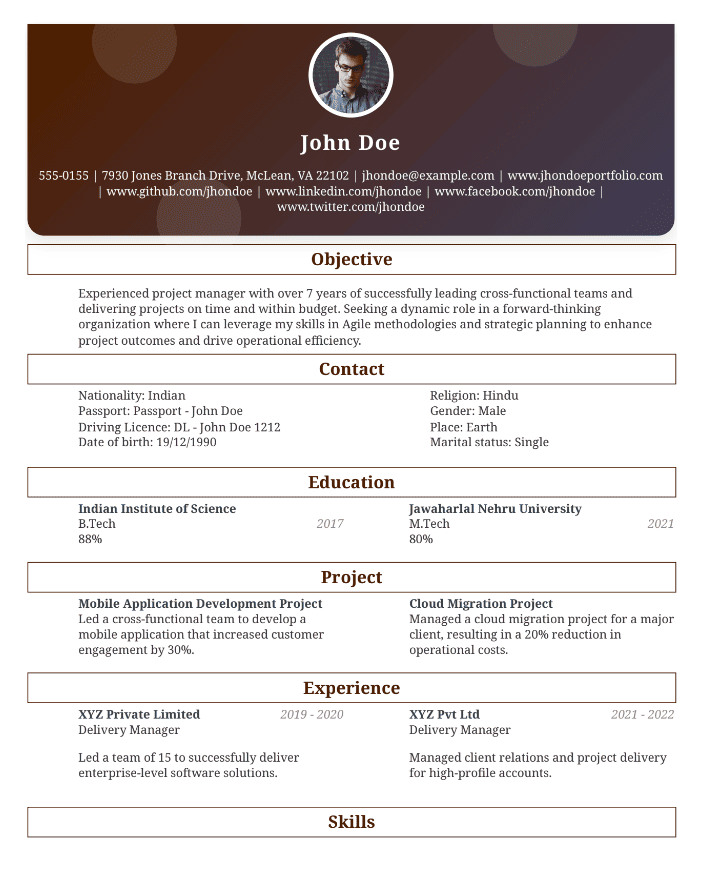 John Doe
555-0155 | 7930 Jones Branch Drive, McLean, VA 22102 | jhondoe@example.com | www.jhondoeportfolio.com
| www.github.com/jhondoe | www.linkedin.com/jhondoe | www.facebook.com/jhondoe |
www.twitter.com/jhondoe
Objective
Experienced project manager with over 7 years of successfully leading cross-functional teams and
delivering projects on time and within budget. Seeking a dynamic role in a forward-thinking
organization where I can leverage my skills in Agile methodologies and strategic planning to enhance
project outcomes and drive operational efficiency.
Contact
Nationality: Indian
Passport: Passport - John Doe
Driving Licence: DL - John Doe 1212
Date of birth: 19/12/1990
Religion: Hindu
Gender: Male
Place: Earth
Marital status: Single
Education
Indian Institute of Science
B.Tech 2017
88%
Jawaharlal Nehru University
M.Tech 2021
80%
Project
Mobile Application Development Project
Led a cross-functional team to develop a
mobile application that increased customer
engagement by 30%.
Cloud Migration Project
Managed a cloud migration project for a major
client, resulting in a 20% reduction in
operational costs.
Experience
XYZ Private Limited 2019 - 2020
Delivery Manager
Led a team of 15 to successfully deliver
enterprise-level software solutions.
XYZ Pvt Ltd 2021 - 2022
Delivery Manager
Managed client relations and project delivery
for high-profile accounts.
Skills